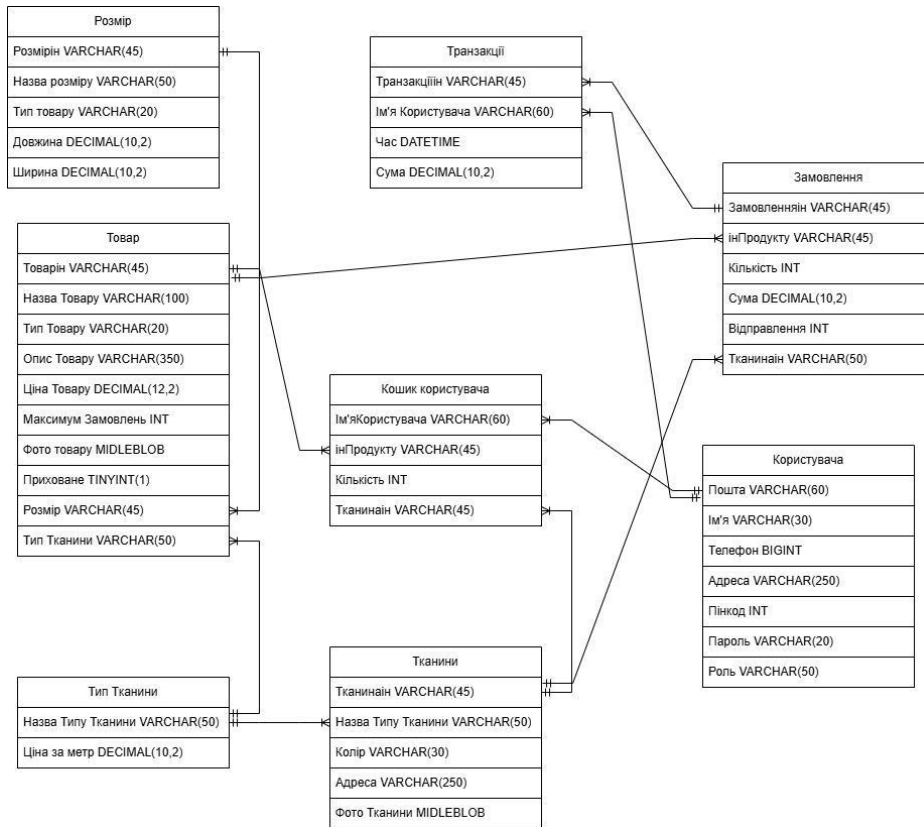 Розмір
Розмірін VARCHAR(45)
Назва розміру VARCHAR(50)
Тип товару VARCHAR(20)
Довжина DECIMAL(10,2)
Ширина DECIMAL(10,2)
Транзакції
Транзакціїін VARCHAR(45)
Ім'я Користувача VARCHAR(60)
Час DATETIME
Сума DECIMAL(10,2)
Замовлення
Замовленняін VARCHAR(45)
інПродукту VARCHAR(45)
Кількість INT
Сума DECIMAL(10,2)
Відправлення INT
Тканинаін VARCHAR(50)
Товар
Товарін VARCHAR(45)
Назва Товару VARCHAR(100)
Тип Товару VARCHAR(20)
Опис Товару VARCHAR(350)
Ціна Товару DECIMAL(12,2)
Максимум Замовлень INT
Фото товару MIDLEBLOB
Приховане TINYINT(1)
Розмір VARCHAR(45)
Тип Тканини VARCHAR(50)
Кошик користувача
Ім'яКористувача VARCHAR(60)
інПродукту VARCHAR(45)
Кількість INT
Тканинаін VARCHAR(45)
Користувача
Пошта VARCHAR(60)
Ім'я VARCHAR(30)
Телефон BIGINT
Адреса VARCHAR(250)
Пінкод INT
Пароль VARCHAR(20)
Роль VARCHAR(50)
Тип Тканини
Назва Типу Тканини VARCHAR(50)
Ціна за метр DECIMAL(10,2)
Тканини
Тканинаін VARCHAR(45)
Назва Типу Тканини VARCHAR(50)
Колір VARCHAR(30)
Адреса VARCHAR(250)
Фото Тканини MIDLEBLOB